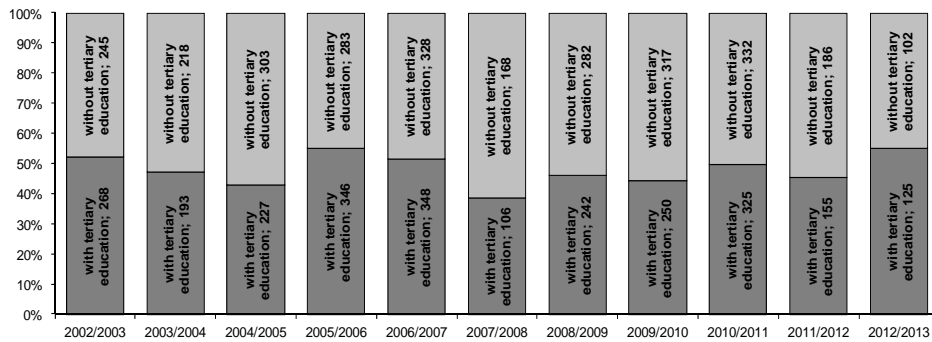 100%
90%
80%
70%
60%
50%
40%
30%
20%
10%
0%
without tertiary
education; 245
without tertiary
education; 218
without tertiary
education; 303
without tertiary
education; 283
without tertiary
education; 328
without tertiary
education; 168
without tertiary
education; 282
without tertiary
education; 317
without tertiary
education; 332
without tertiary
education; 186
without tertiary
education; 102
with tertiary
education; 268
with tertiary
education; 193
with tertiary
education; 227
with tertiary
education; 346
with tertiary
education; 348
with tertiary
education; 106
with tertiary
education; 242
with tertiary
education; 250
with tertiary
education; 325
with tertiary
education; 155
with tertiary
education; 125
2002/2003 2003/2004 2004/2005 2005/2006 2006/2007 2007/2008 2008/2009 2009/2010 2010/2011 2011/2012 2012/2013